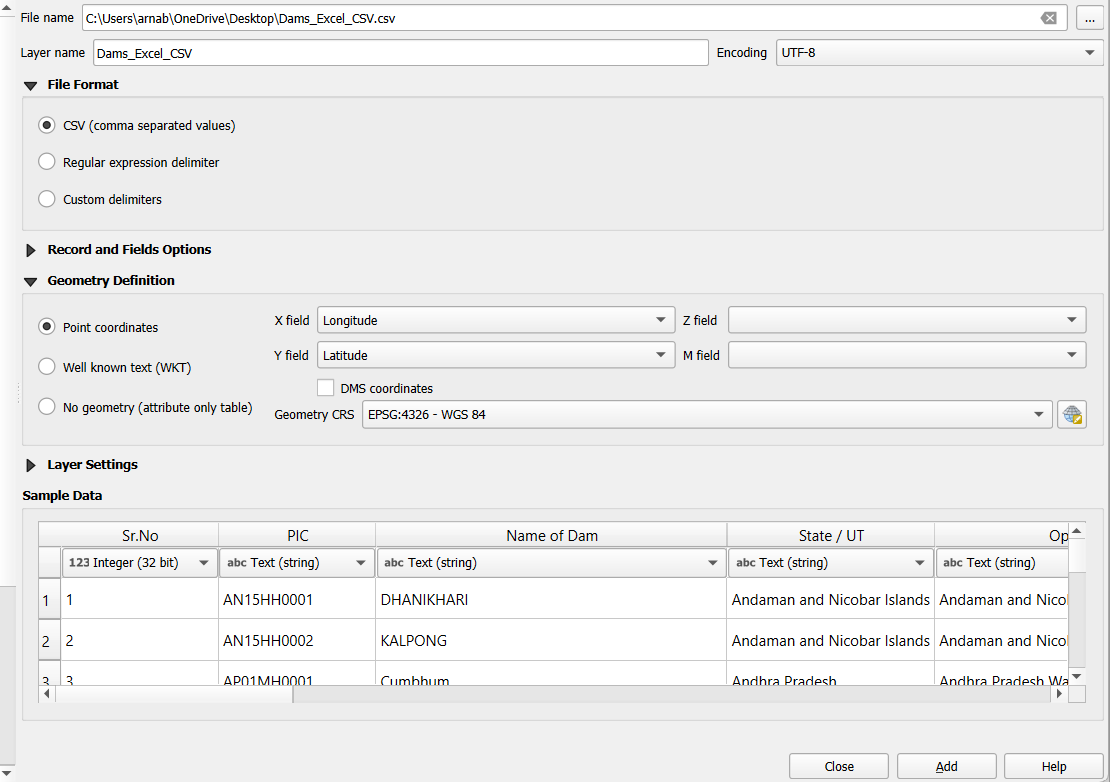 File name C:\Users\arnab\OneDrive\Desktop\Dams_Excel_CSV.csv ...
Layer name Dams_Excel_CSV Encoding UTF-8
File Format
CSV (comma separated values)
Regular expression delimiter
Custom delimiters
Record and Fields Options
Geometry Definition
Point coordinates X field Longitude Z field
Y field Latitude M field
Well known text (WKT)
DMS coordinates
No geometry (attribute only table) Geometry CRS EPSG:4326 - WGS 84
Layer Settings
Sample Data
Sr.No PIC Name of Dam State / UT Op
123 Integer (32 bit) abc Text (string) abc Text (string) abc Text (string) abc Text (string)
1 1 AN15HH0001 DHANIKHARI Andaman and Nicobar Islands Andaman and Nico
2 2 AN15HH0002 KALPONG Andaman and Nicobar Islands Andaman and Nico
3 3 AP01MH0001 Cumbhum Andhra Pradesh Andhra Pradesh Wa
Close Add Help